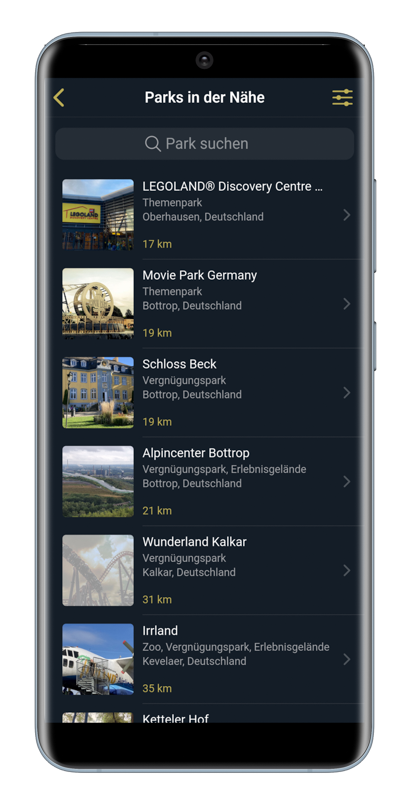 Parks in der Nähe
Park suchen
LEGOLAND® Discovery Centre ...
Themenpark
Oberhausen, Deutschland
17 km
LEGOLAND
Movie Park Germany
Themenpark
Bottrop, Deutschland
19 km
Schloss Beck
Vergnügungspark
Bottrop, Deutschland
19 km
Alpincenter Bottrop
Vergnügungspark, Erlebnisgelände
Bottrop, Deutschland
21 km
Wunderland Kalkar
Vergnügungspark
Kalkar, Deutschland
31 km
Irrland
Zoo, Vergnügungspark, Erlebnisgelände
Kevelaer, Deutschland
35 km
Ketteler Hof